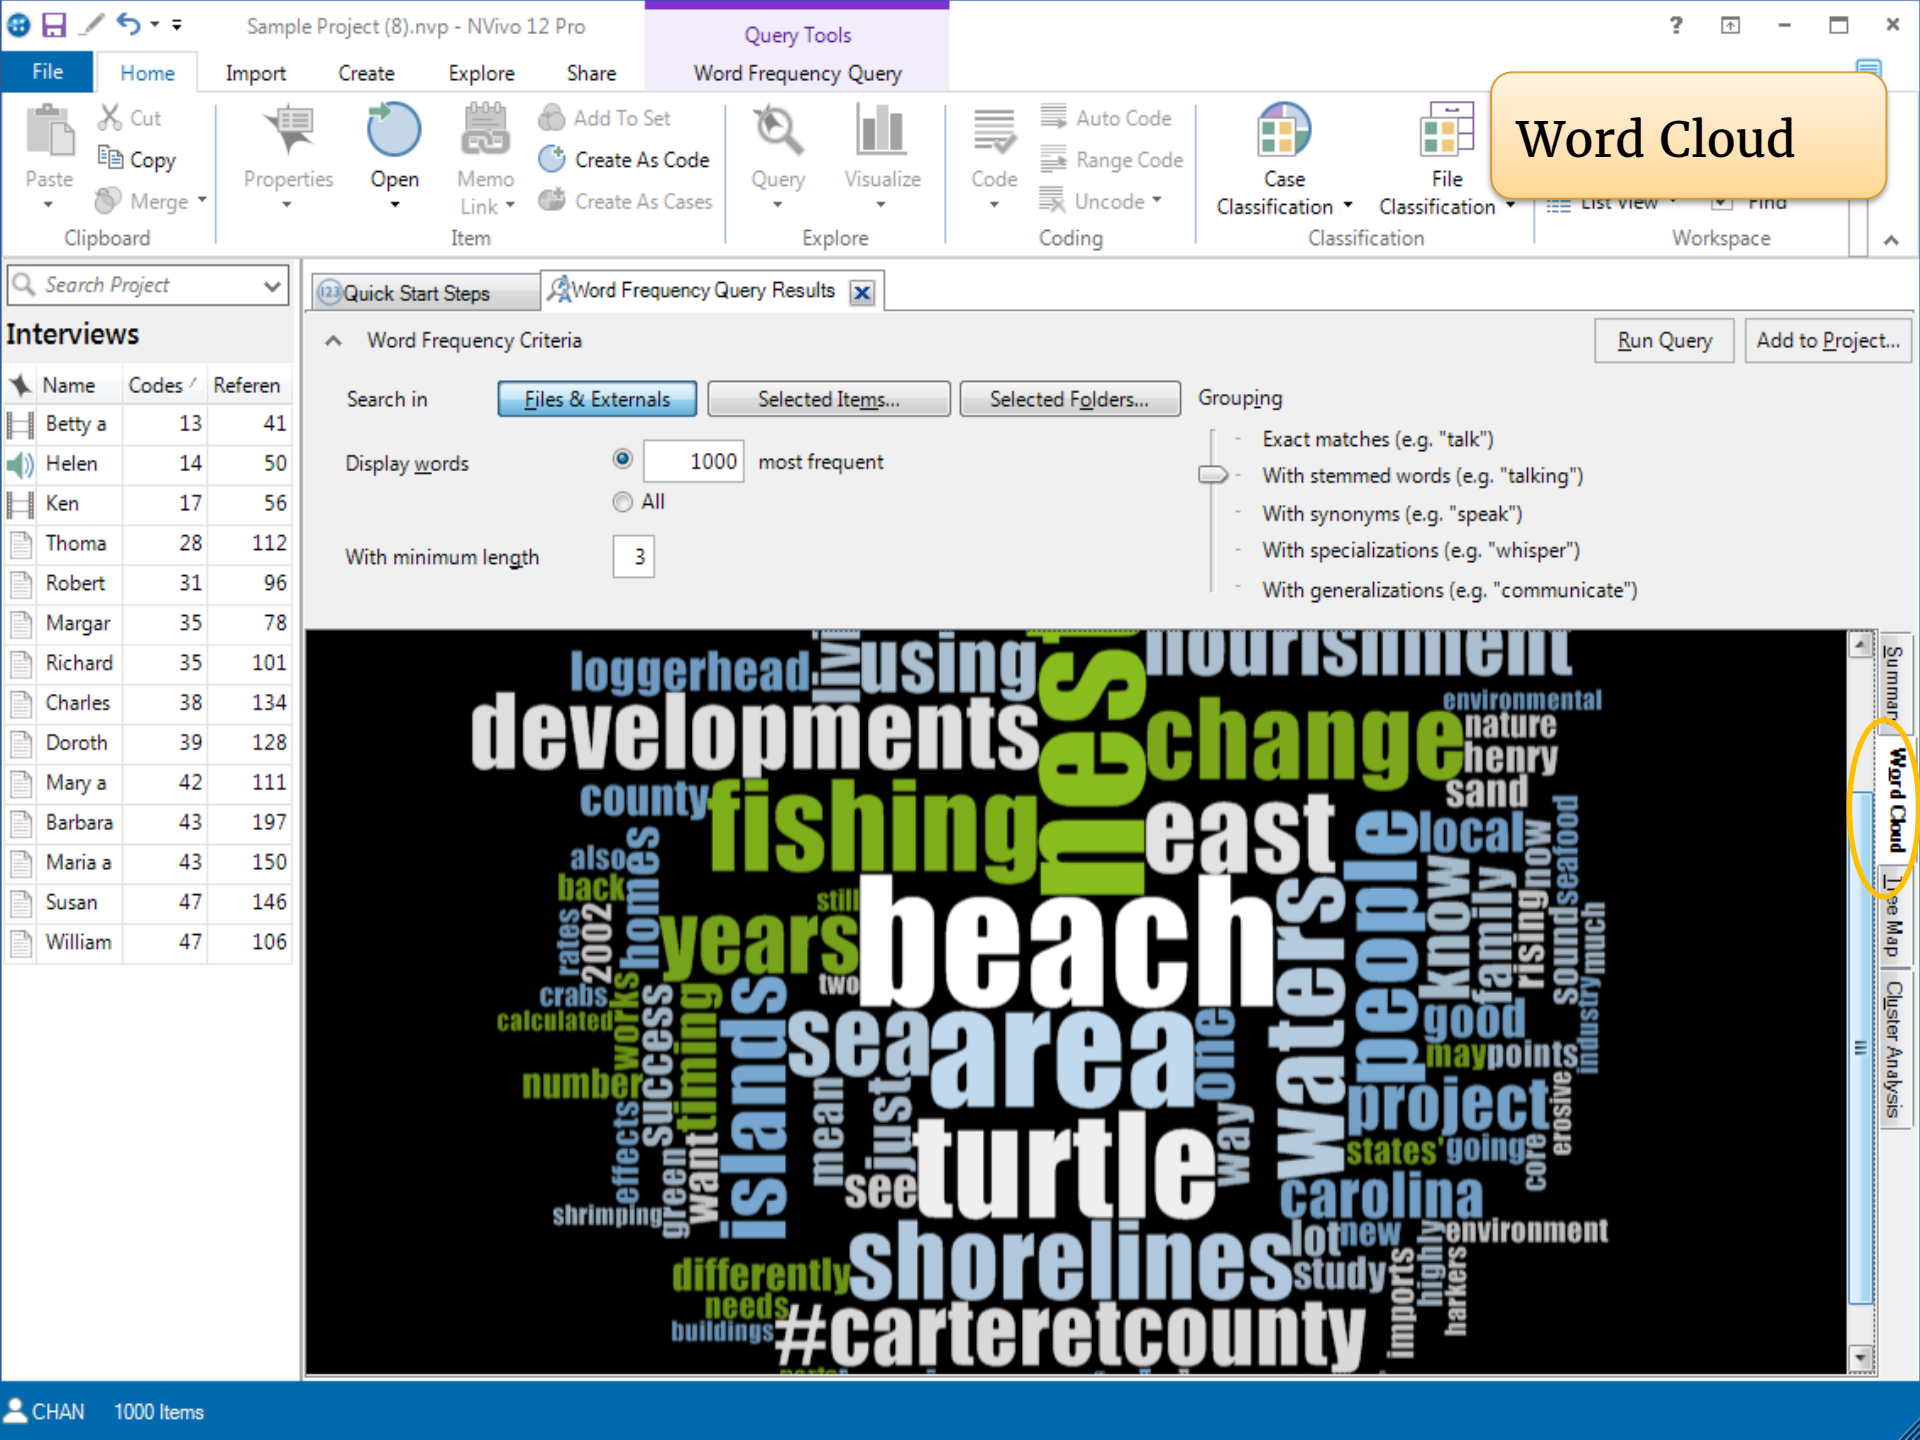 Sample Project (8).nvp - NVivo 12 Pro
Query Tools
?
File
Home
Import
Create
Explore
Share
Word Frequency Query
Word Cloud
Paste
Cut
Copy
Merge
Clipboard
Properties
Open
Memo
Link
Add To Set
Create As Code
Create As Cases
Item
Query
Visualize
Explore
Code
Auto Code
Range Code
Uncode
Coding
Case
Classification
File
Classification
Classification
List View
Find
Workspace
Search Project
Quick Start Steps
Word Frequency Query Results
Interviews
Name Codes Referen
Betty a 13 41
Helen 14 50
Ken 17 56
Thoma 28 112
Robert 31 96
Margar 35 78
Richard 35 101
Charles 38 134
Doroth 39 128
Mary a 42 111
Barbara 43 197
Maria a 43 150
Susan 47 146
William 47 106
Word Frequency Criteria
Run Query
Add to Project...
Search in
Files & Externals
Selected Items...
Selected Folders...
Grouping
Display words
1000 most frequent
All
With minimum length
3
Exact matches (e.g. "talk")
With stemmed words (e.g. "talking")
With synonyms (e.g. "speak")
With specializations (e.g. "whisper")
With generalizations (e.g. "communicate")
loggerhead
using
nest
nourishment
developments
change
environmental
nature
henry
sand
county
fishing
east
people
local
now
seafood
also
homes
back
still
beach
waters
know
family
rising
sound
much
rates
2002
years
two
crabs
calculated
works
success
timing
islands
sea
area
one
good
industry
may
points
number
mean
just
way
project
erosive
effects
green
want
see
turtle
states'
going
core
shrimping
carolina
shorelines
lot
new
highly
environment
differently
study
imports
harkers
needs
buildings
#carteretcounty
Word Cloud
Tree Map
Cluster Analysis
CHAN
1000 Items